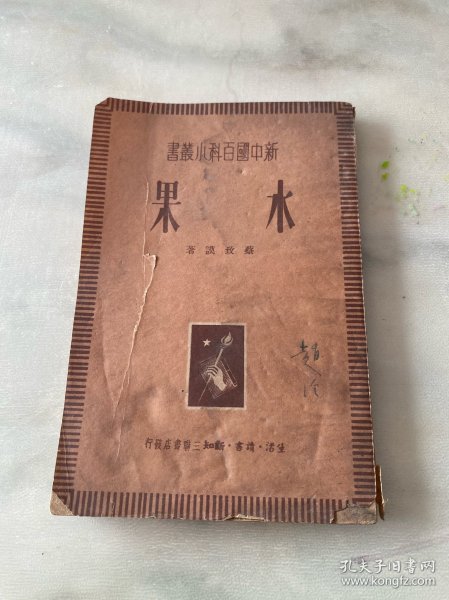 新中國百科小叢書
水果
蔡致謨著
趙
生活·讀書·新知三聯書店發行
孔夫子旧书网
www.kongfz.com